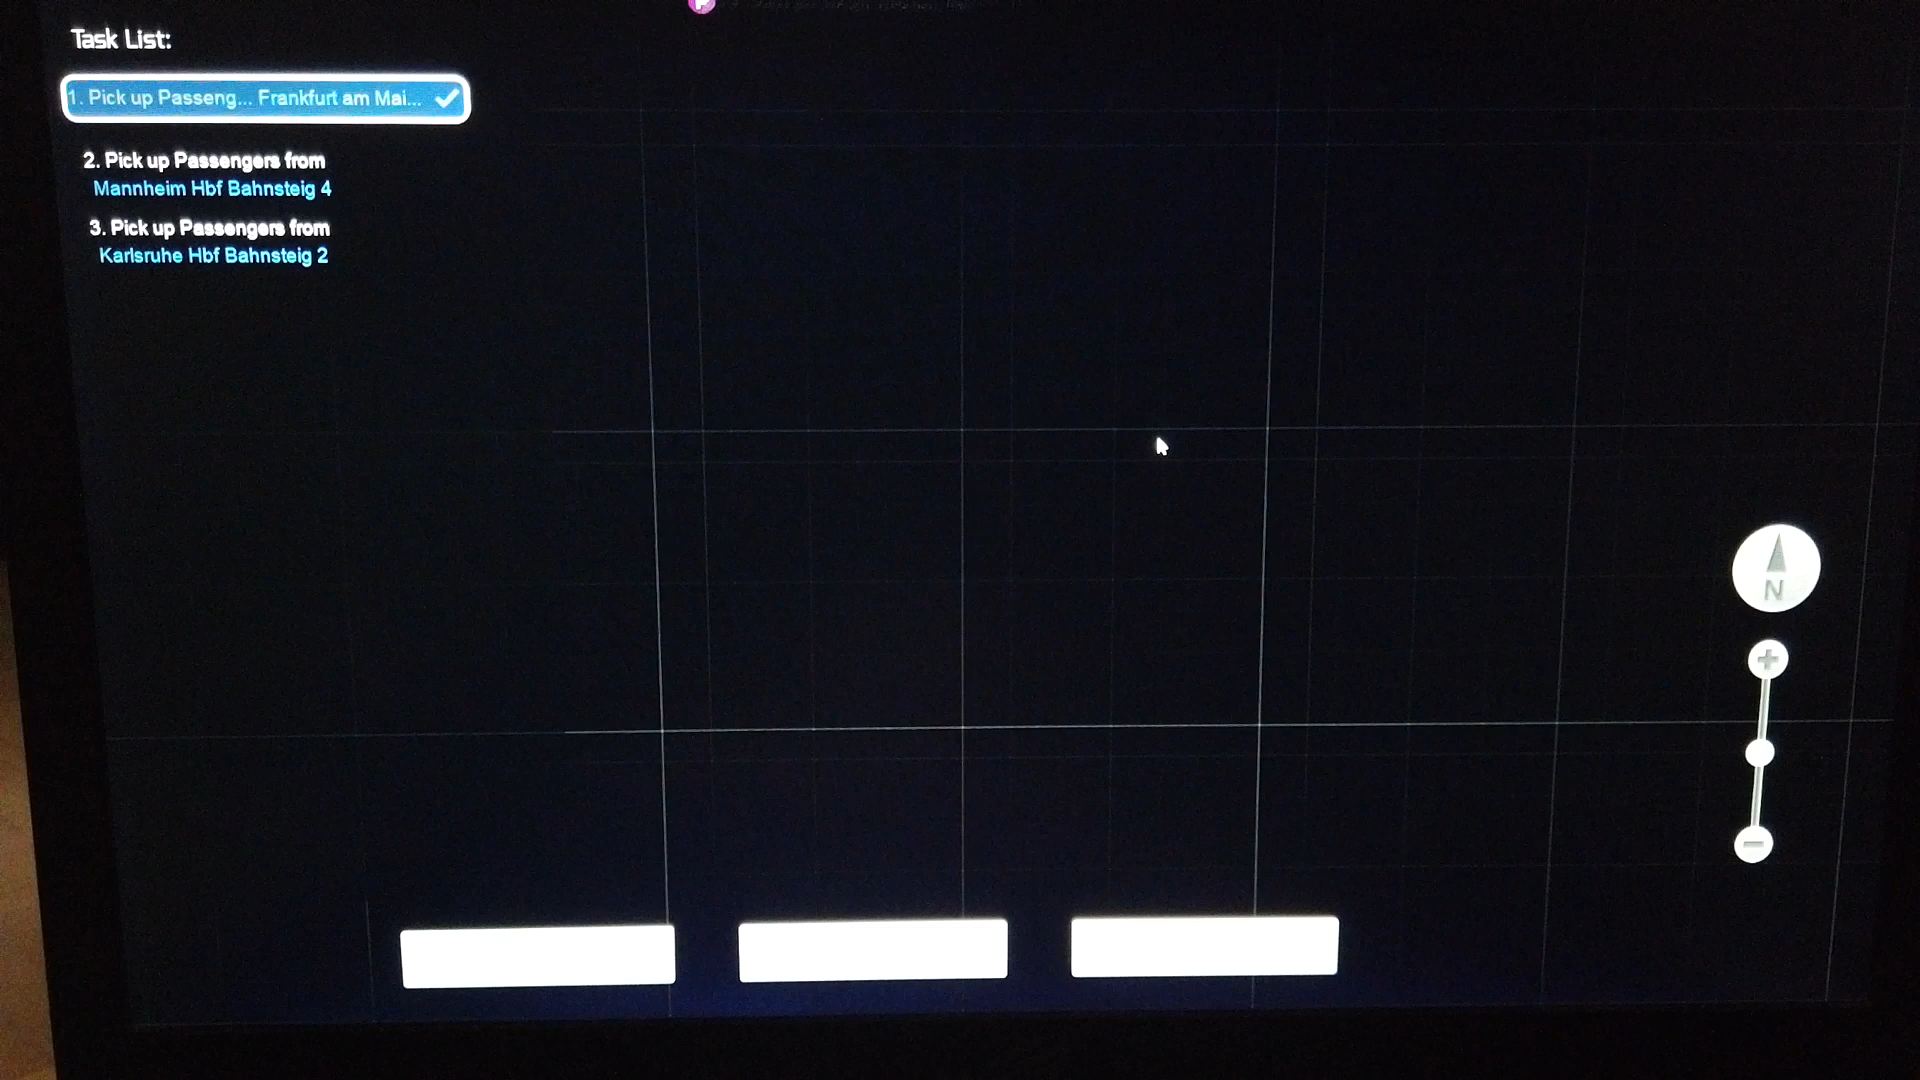 Task List:
1. Pick up Passeng... Frankfurt am Mai...
2. Pick up Passengers from
Mannheim Hbf Bahnsteig 4
3. Pick up Passengers from
Karlsruhe Hbf Bahnsteig 2
N